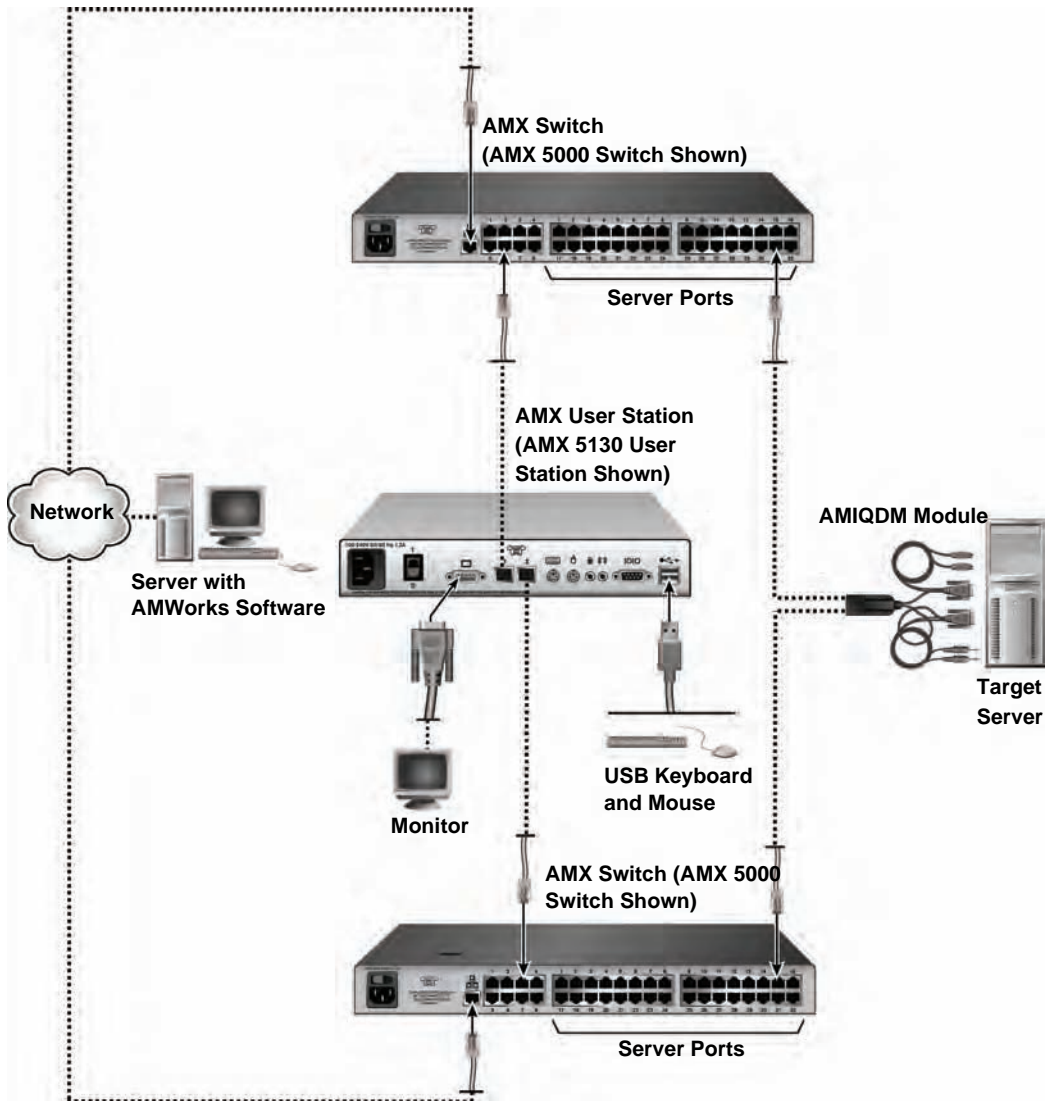 AMX Switch
(AMX 5000 Switch Shown)
Server Ports
AMX User Station
(AMX 5130 User
Station Shown)
Network
Server with
AMWorks Software
AMIQDM Module
Target
Server
USB Keyboard
and Mouse
Monitor
AMX Switch (AMX 5000
Switch Shown)
Server Ports